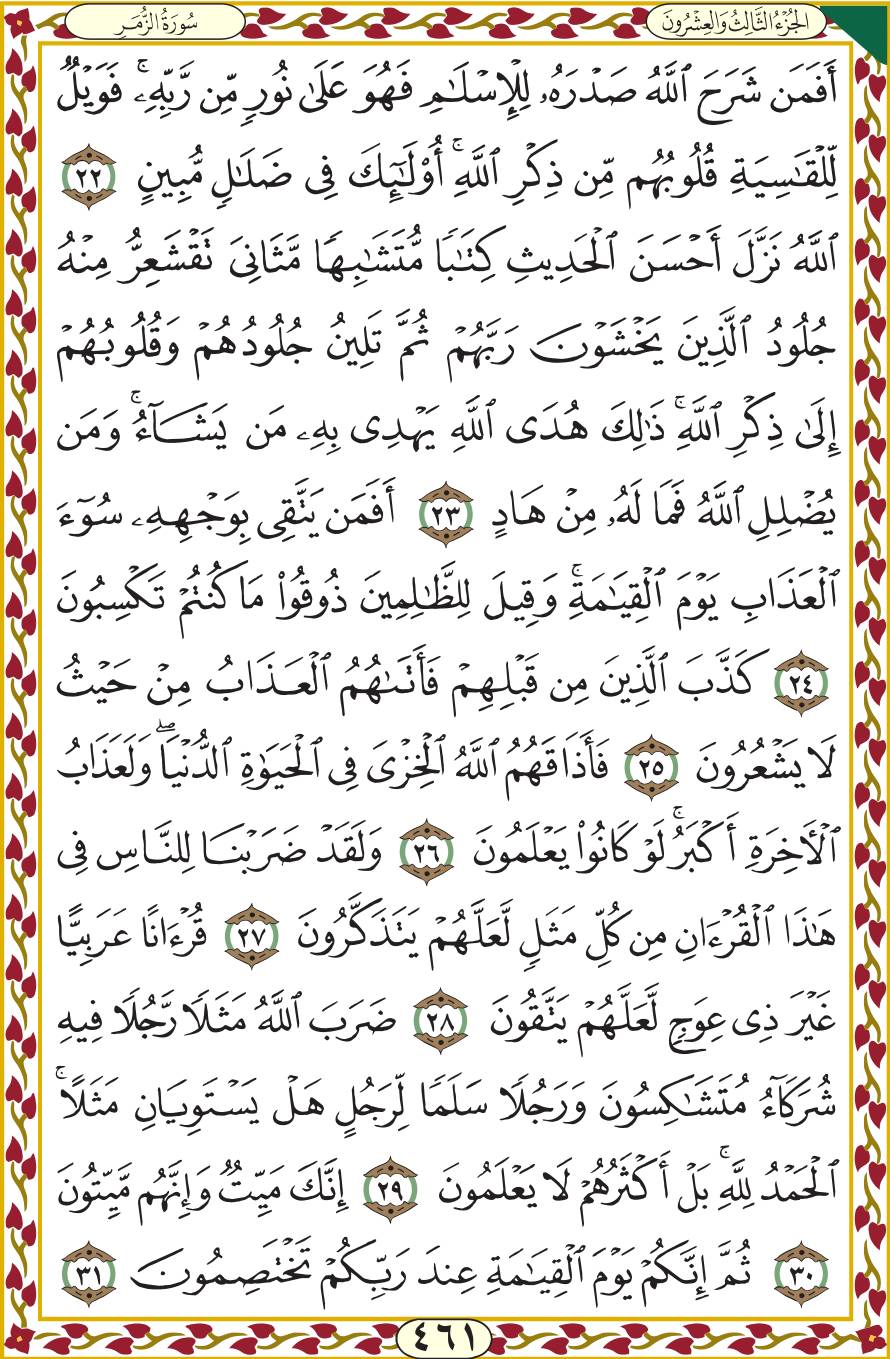 الجُزْءُ الثَّالِثُ وَالعِشْرُونَ
سُورَةُ الزُّمَرِ
أَفَمَن شَرَحَ ٱللَّهُ صَدْرَهُۥ لِلْإِسْلَـٰمِ فَهُوَ عَلَىٰ نُورٍ مِّن رَّبِّهِۦ ۚ فَوَيْلٌ
لِّلْقَـٰسِيَةِ قُلُوبُهُم مِّن ذِكْرِ ٱللَّهِ ۚ أُو۟لَـٰٓئِكَ فِى ضَلَـٰلٍ مُّبِينٍ ٢٢
ٱللَّهُ نَزَّلَ أَحْسَنَ ٱلْحَدِيثِ كِتَـٰبًا مُّتَشَـٰبِهًا مَّثَانِىَ تَقْشَعِرُّ مِنْهُ
جُلُودُ ٱلَّذِينَ يَخْشَوْنَ رَبَّهُمْ ثُمَّ تَلِينُ جُلُودُهُمْ وَقُلُوبُهُمْ
إِلَىٰ ذِكْرِ ٱللَّهِ ۚ ذَٰلِكَ هُدَى ٱللَّهِ يَهْدِى بِهِۦ مَن يَشَآءُ ۚ وَمَن
يُضْلِلِ ٱللَّهُ فَمَا لَهُۥ مِنْ هَادٍ ٢٣ أَفَمَن يَتَّقِى بِوَجْهِهِۦ سُوٓءَ
ٱلْعَذَابِ يَوْمَ ٱلْقِيَـٰمَةِ ۚ وَقِيلَ لِلظَّـٰلِمِينَ ذُوقُوا۟ مَا كُنتُمْ تَكْسِبُونَ
٢٤ كَذَّبَ ٱلَّذِينَ مِن قَبْلِهِمْ فَأَتَىٰهُمُ ٱلْعَذَابُ مِنْ حَيْثُ
لَا يَشْعُرُونَ ٢٥ فَأَذَاقَهُمُ ٱللَّهُ ٱلْخِزْىَ فِى ٱلْحَيَوٰةِ ٱلدُّنْيَا ۖ وَلَعَذَابُ
ٱلْـَٔاخِرَةِ أَكْبَرُ ۚ لَوْ كَانُوا۟ يَعْلَمُونَ ٢٦ وَلَقَدْ ضَرَبْنَا لِلنَّاسِ فِى
هَـٰذَا ٱلْقُرْءَانِ مِن كُلِّ مَثَلٍ لَّعَلَّهُمْ يَتَذَكَّرُونَ ٢٧ قُرْءَانًا عَرَبِيًّا
غَيْرَ ذِى عِوَجٍ لَّعَلَّهُمْ يَتَّقُونَ ٢٨ ضَرَبَ ٱللَّهُ مَثَلًا رَّجُلًا فِيهِ
شُرَكَآءُ مُتَشَـٰكِسُونَ وَرَجُلًا سَلَمًا لِّرَجُلٍ هَلْ يَسْتَوِيَانِ مَثَلًا ۚ
ٱلْحَمْدُ لِلَّهِ ۚ بَلْ أَكْثَرُهُمْ لَا يَعْلَمُونَ ٢٩ إِنَّكَ مَيِّتٌ وَإِنَّهُم مَّيِّتُونَ
٣٠ ثُمَّ إِنَّكُمْ يَوْمَ ٱلْقِيَـٰمَةِ عِندَ رَبِّكُمْ تَخْتَصِمُونَ ٣١
٤٦١